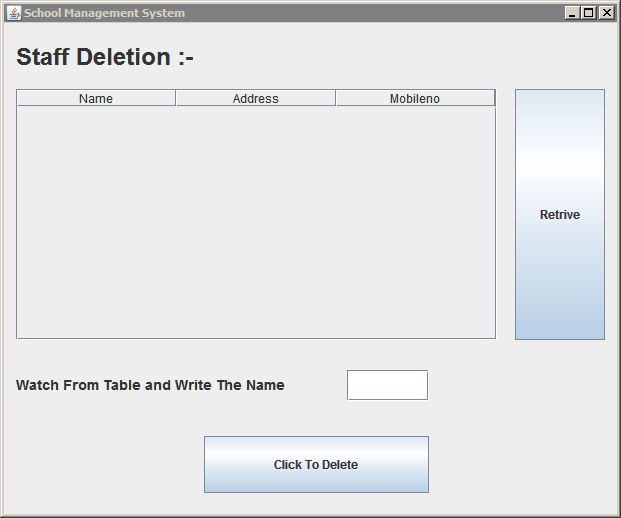 School Management System
Staff Deletion :-
Name Address Mobileno
Retrive
Watch From Table and Write The Name
Click To Delete